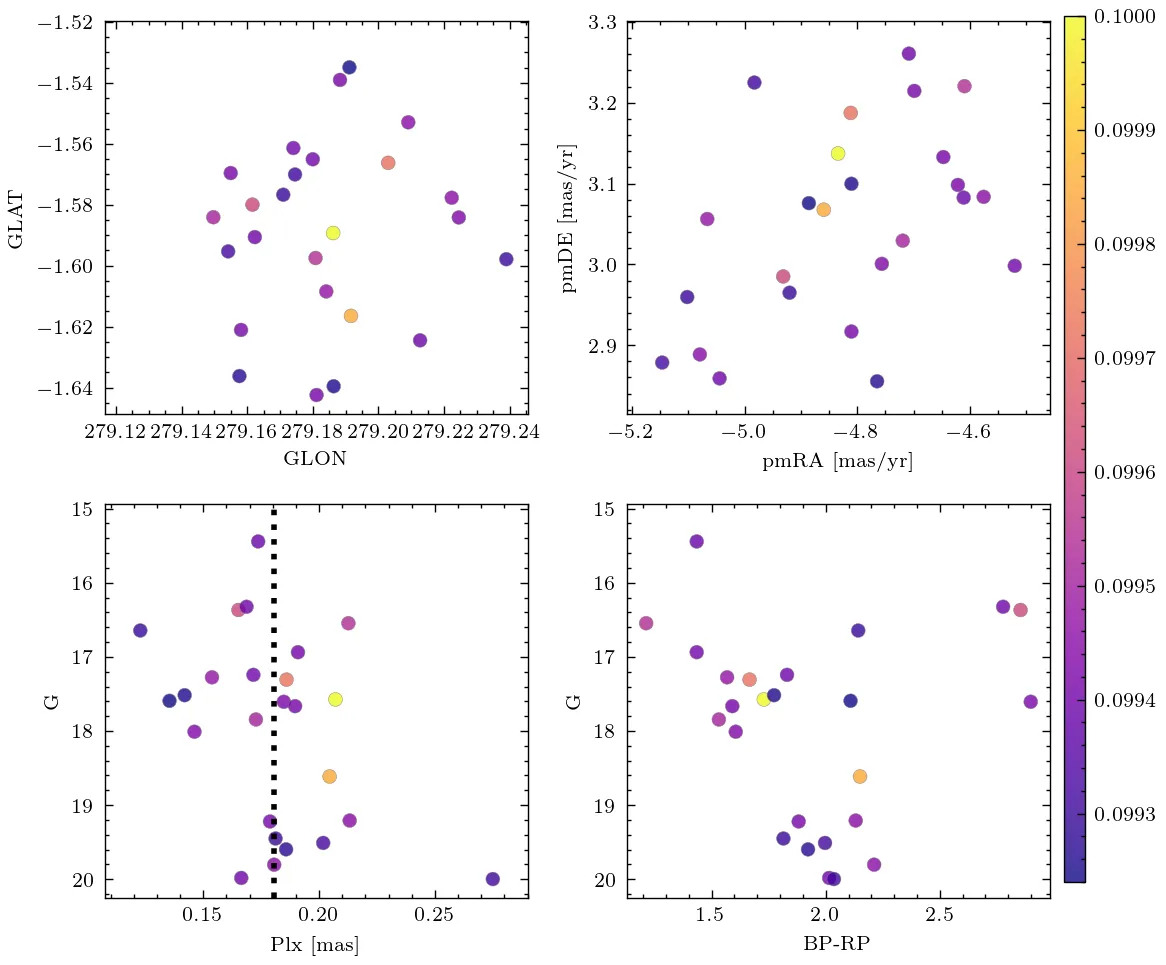 −1.52
−1.54
−1.56
−1.58
−1.60
−1.62
−1.64
GLAT
279.12 279.14 279.16 279.18 279.20 279.22 279.24
GLON
3.3
3.2
3.1
3.0
2.9
pmDE [mas/yr]
−5.2 −5.0 −4.8 −4.6
pmRA [mas/yr]
15
16
17
18
19
20
G
0.15 0.20 0.25
Plx [mas]
15
16
17
18
19
20
G
1.5 2.0 2.5
BP-RP
0.1000
0.0999
0.0998
0.0997
0.0996
0.0995
0.0994
0.0993